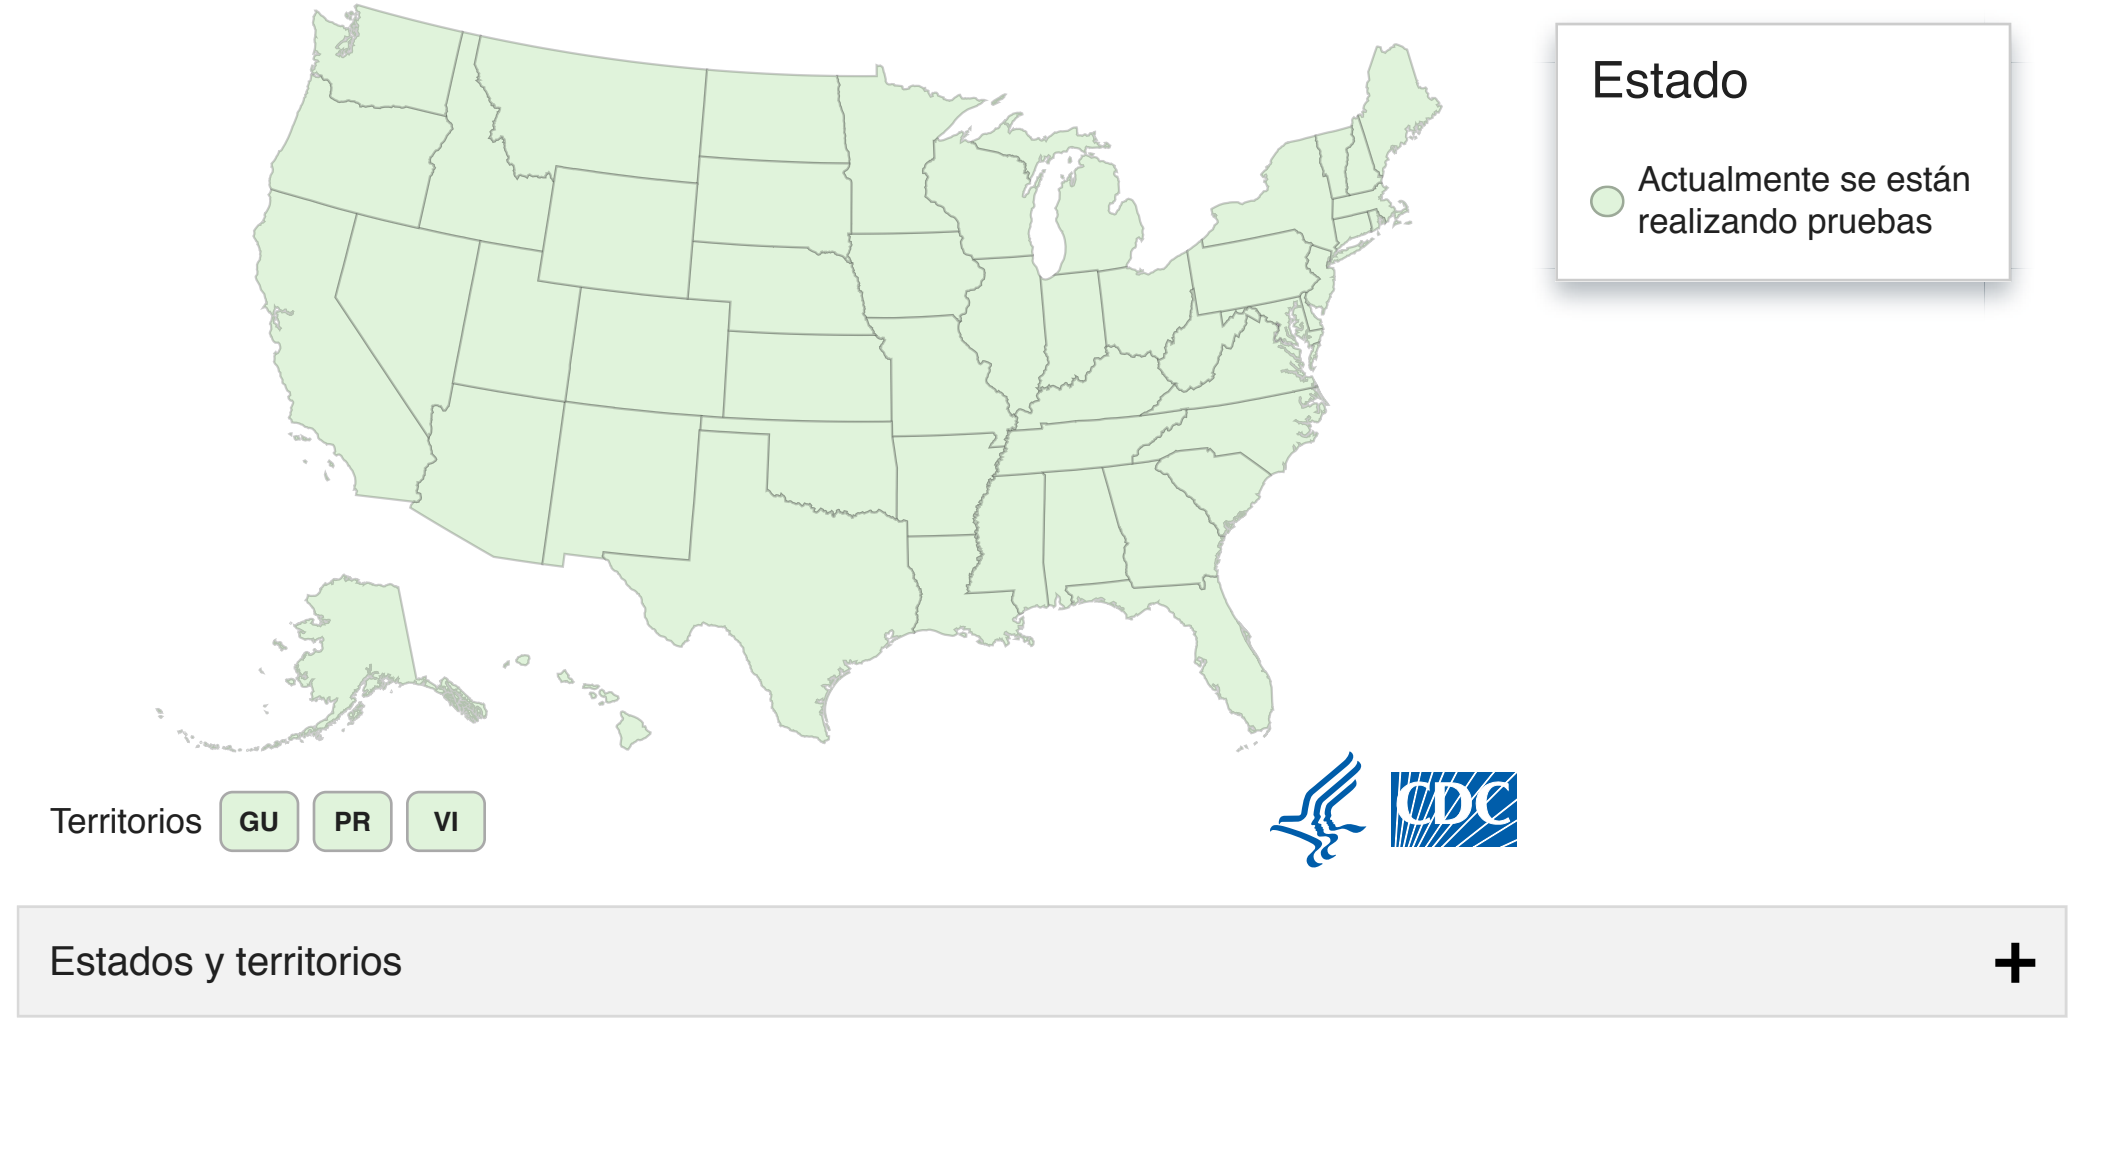 Estado
Actualmente se están
realizando pruebas
Territorios GU PR VI
CDC
Estados y territorios +